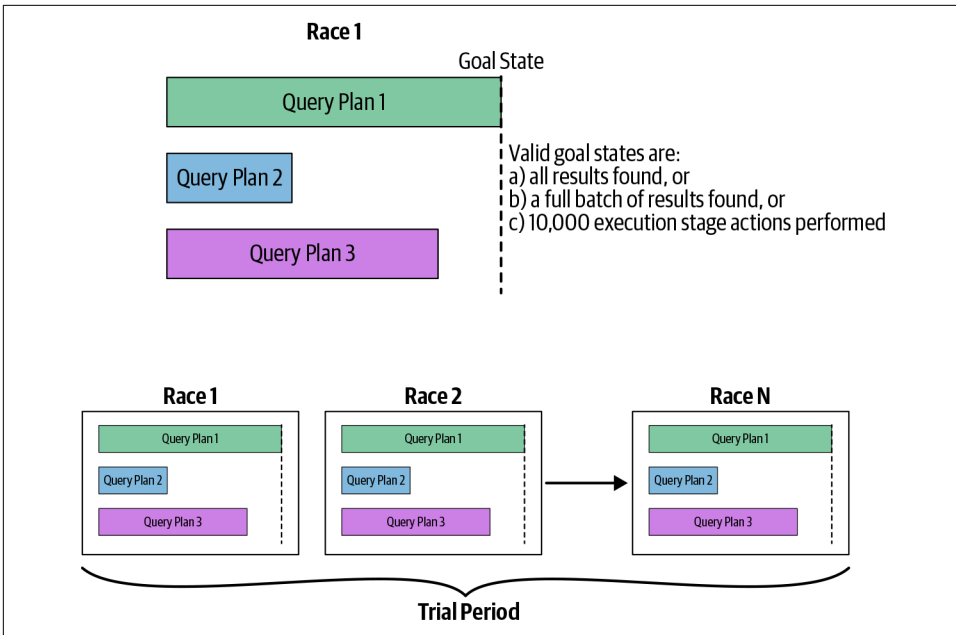 Race 1
Goal State
Query Plan 1
Query Plan 2
Query Plan 3
Valid goal states are:
a) all results found, or
b) a full batch of results found, or
c) 10,000 execution stage actions performed
Race 1
Race 2
Race N
Query Plan 1
Query Plan 2
Query Plan 3
Query Plan 1
Query Plan 2
Query Plan 3
Query Plan 1
Query Plan 2
Query Plan 3
Trial Period